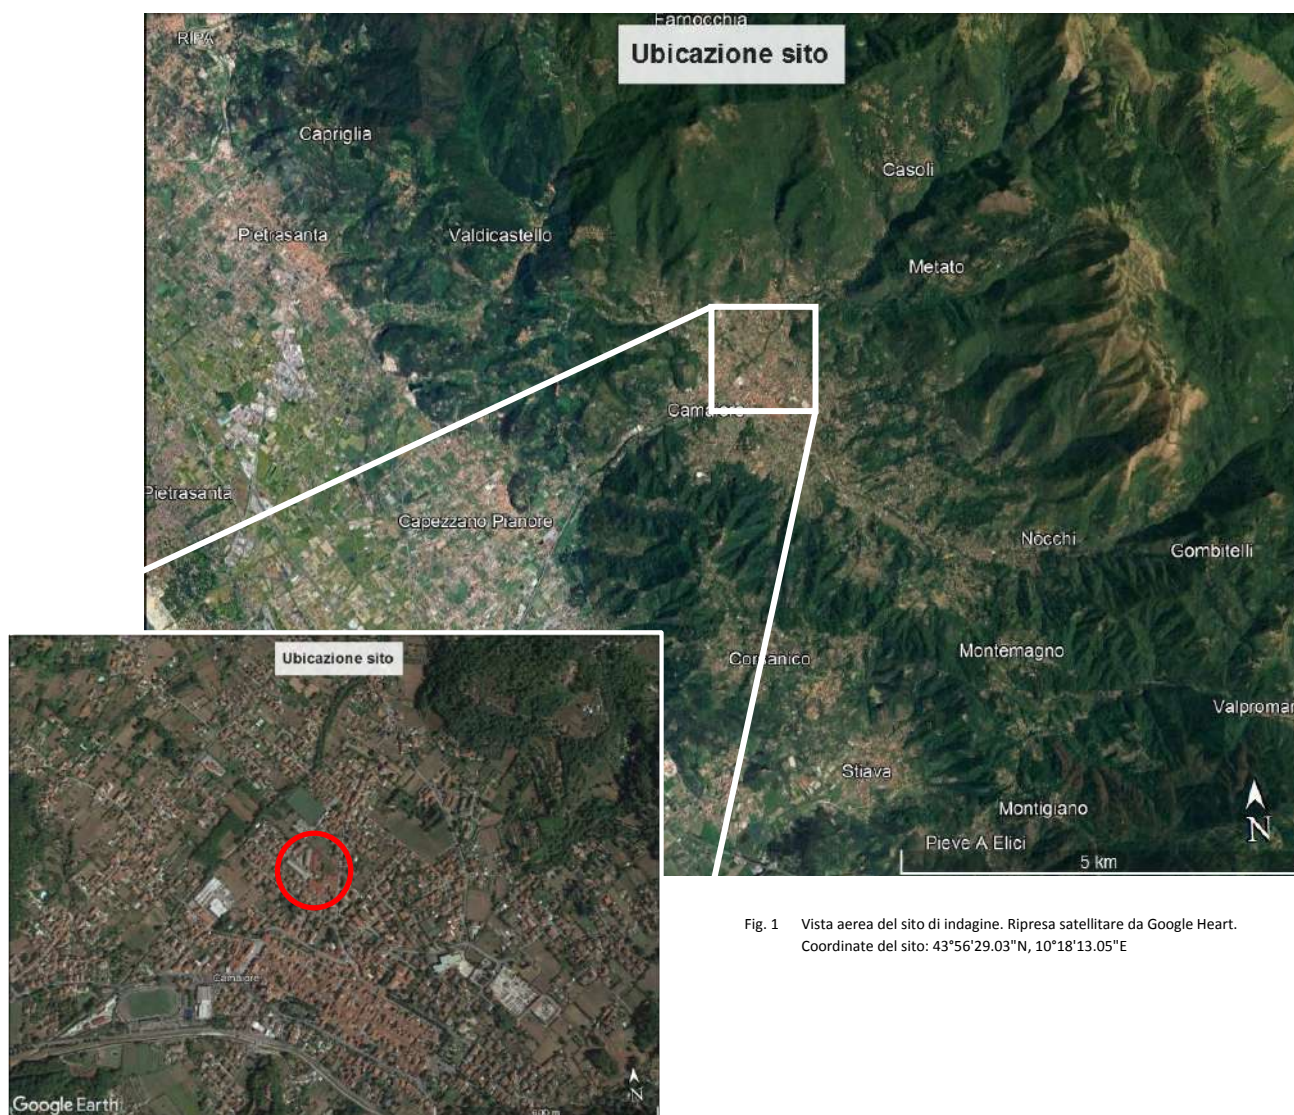 Farnocchia
RIPA
Ubicazione sito
Capriglia
Casoli
Pietrasanta
Valdicastello
Metato
Camaiore
Pietrasanta
Capezzano Pianore
Nocchi
Gombitelli
Corsanico
Montemagno
Valpromar
Stiava
Montigiano
N
Pieve A Elici
5 km
Ubicazione sito
Camaiore
N
Google Earth
600 m
Fig. 1 Vista aerea del sito di indagine. Ripresa satellitare da Google Heart.
Coordinate del sito: 43°56'29.03"N, 10°18'13.05"E